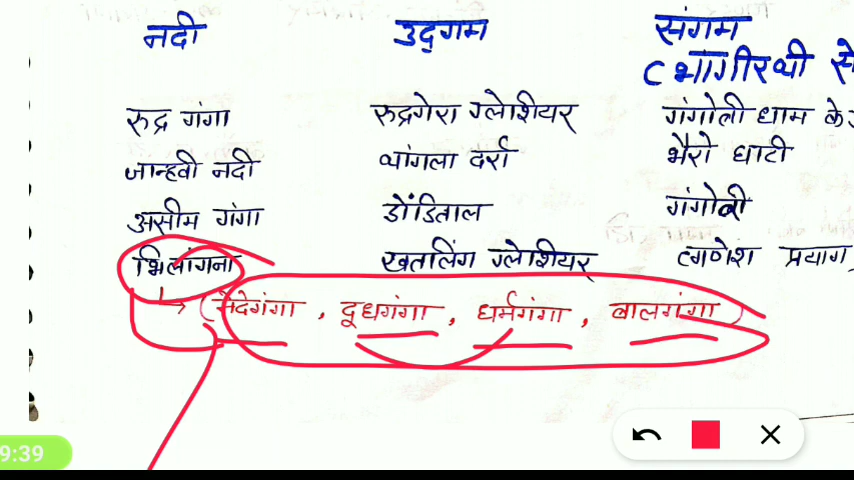 नदी उद्गम संगम
(भागीरथी से
रुद्र गंगा रुद्रगेरा ग्लेशियर गंगोली धाम के
जान्हवी नदी थांगला दर्रा भैरो घाटी
असीम गंगा डोंडिताल गंगोत्री
भिलांगना खतलिंग ग्लेशियर गणेश प्रयाग
→ ( मेदेगंगा , दूधगंगा , धर्मगंगा , बालगंगा )
9:39